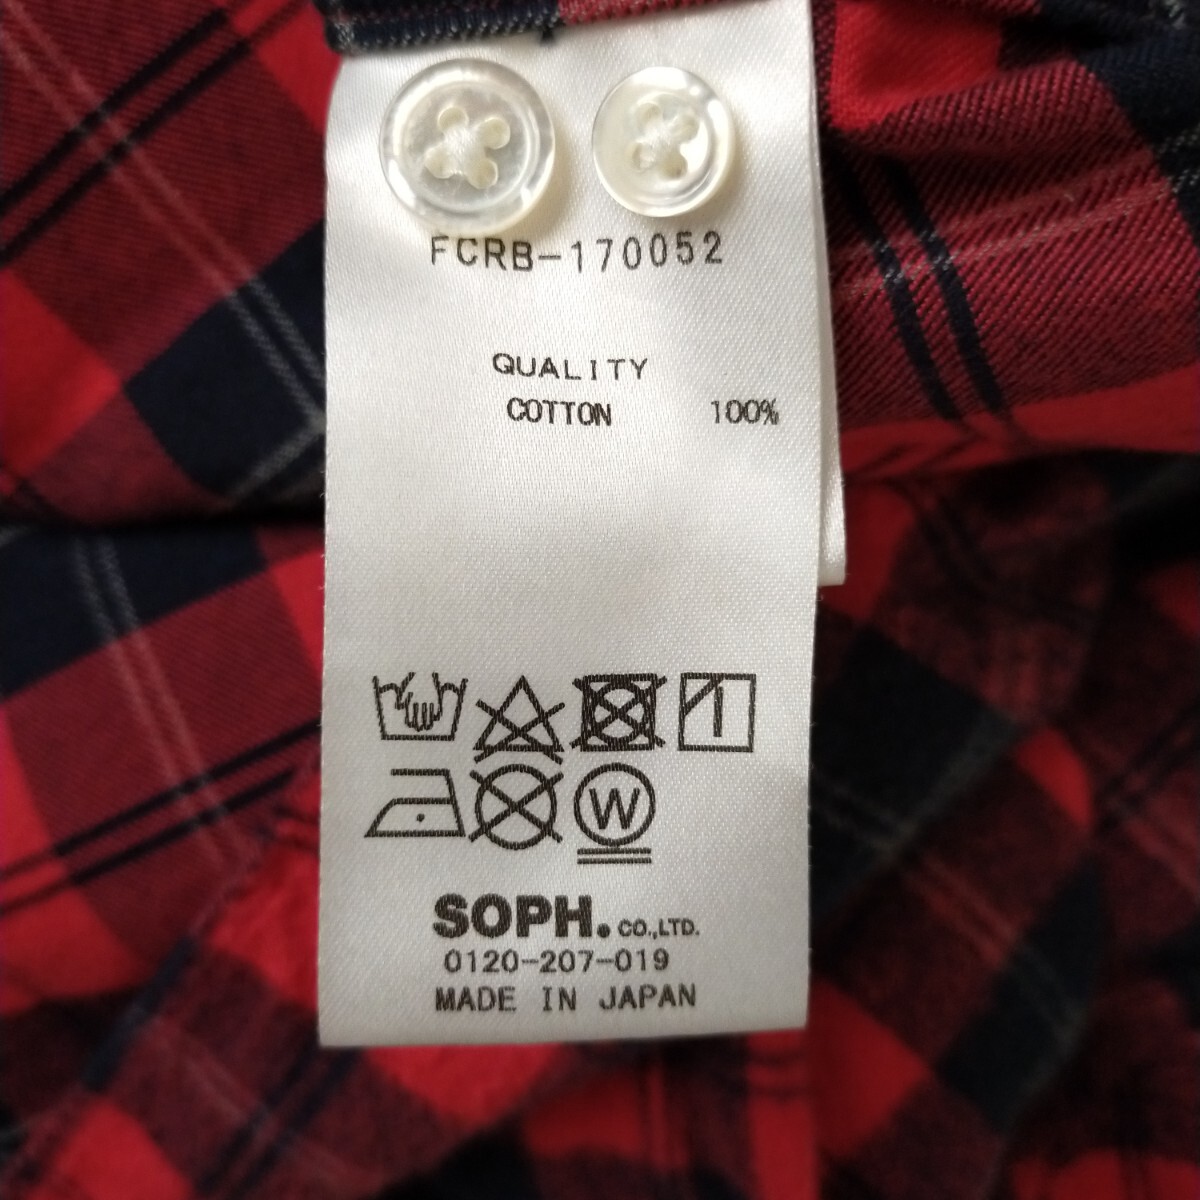 FCRB-170052
QUALITY
COTTON 100%
W
SOPH. CO.,LTD.
0120-207-019
MADE IN JAPAN